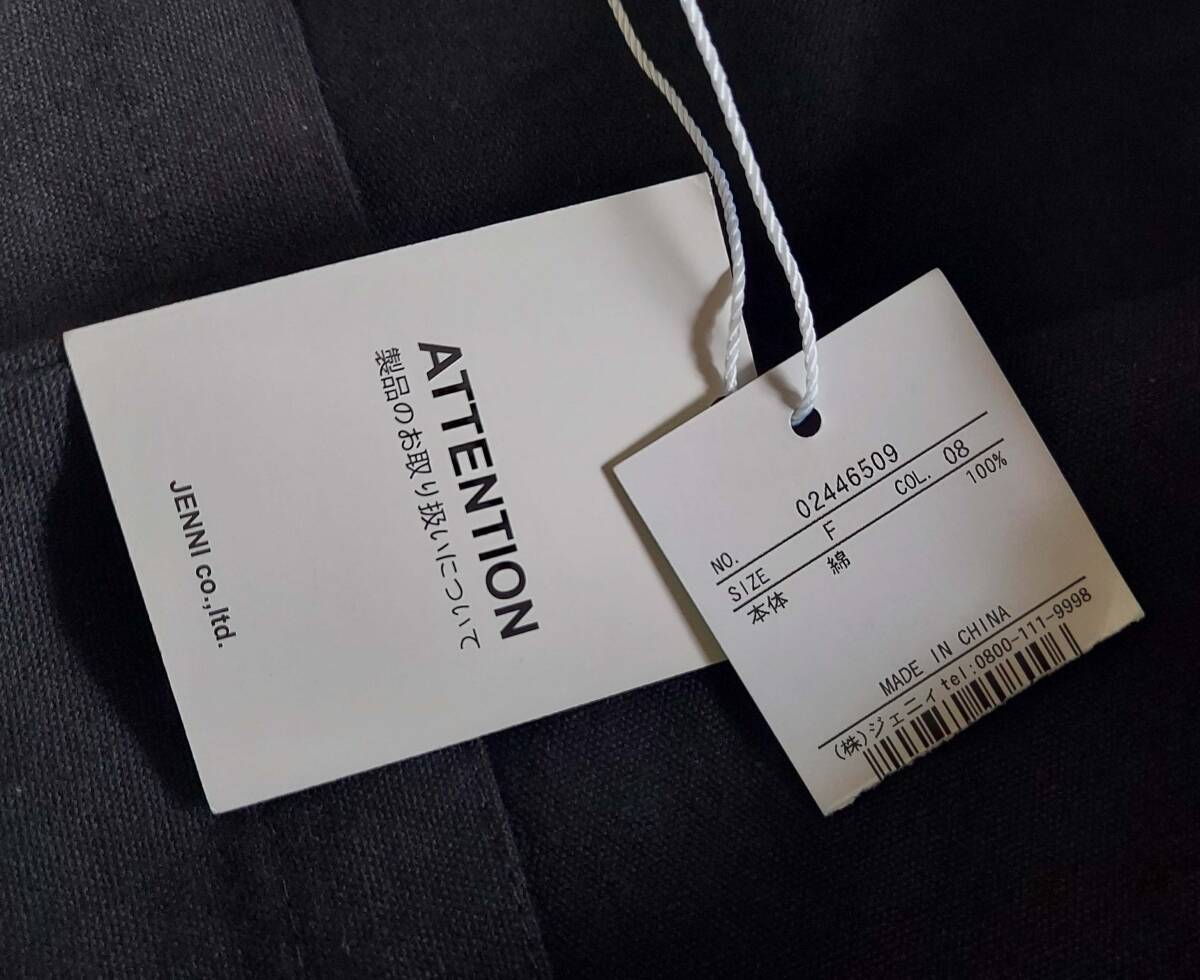 ATTENTION
製品のお取り扱いについて
JENNI co.,ltd.
NO. 02446509
SIZE F COL. 08
本体 綿 100%
MADE IN CHINA
(株)ジェニィ tel:0800-111-9998